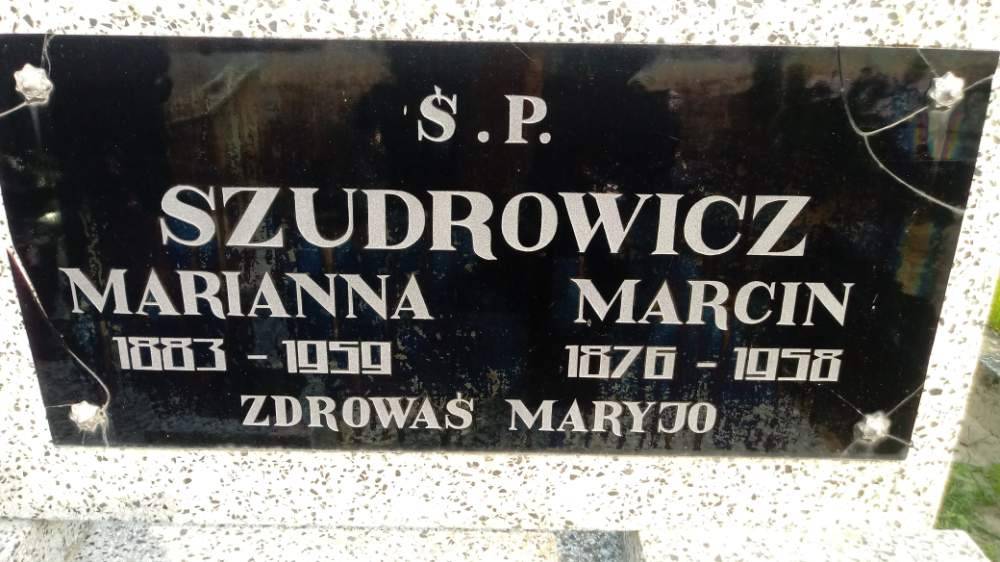 Ś.P.
SZUDROWICZ
MARIANNA MARCIN
1883 - 1959 1876 - 1958
ZDROWAŚ MARYJO